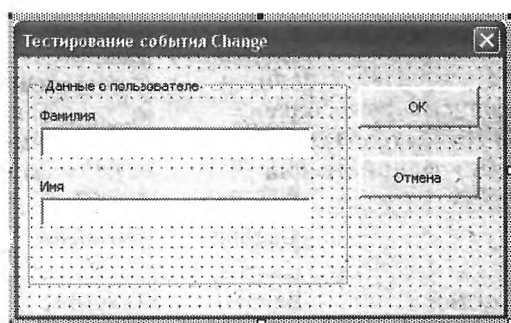 Тестирование события Change
Данные о пользователе
Фамилия
OK
Имя
Отмена